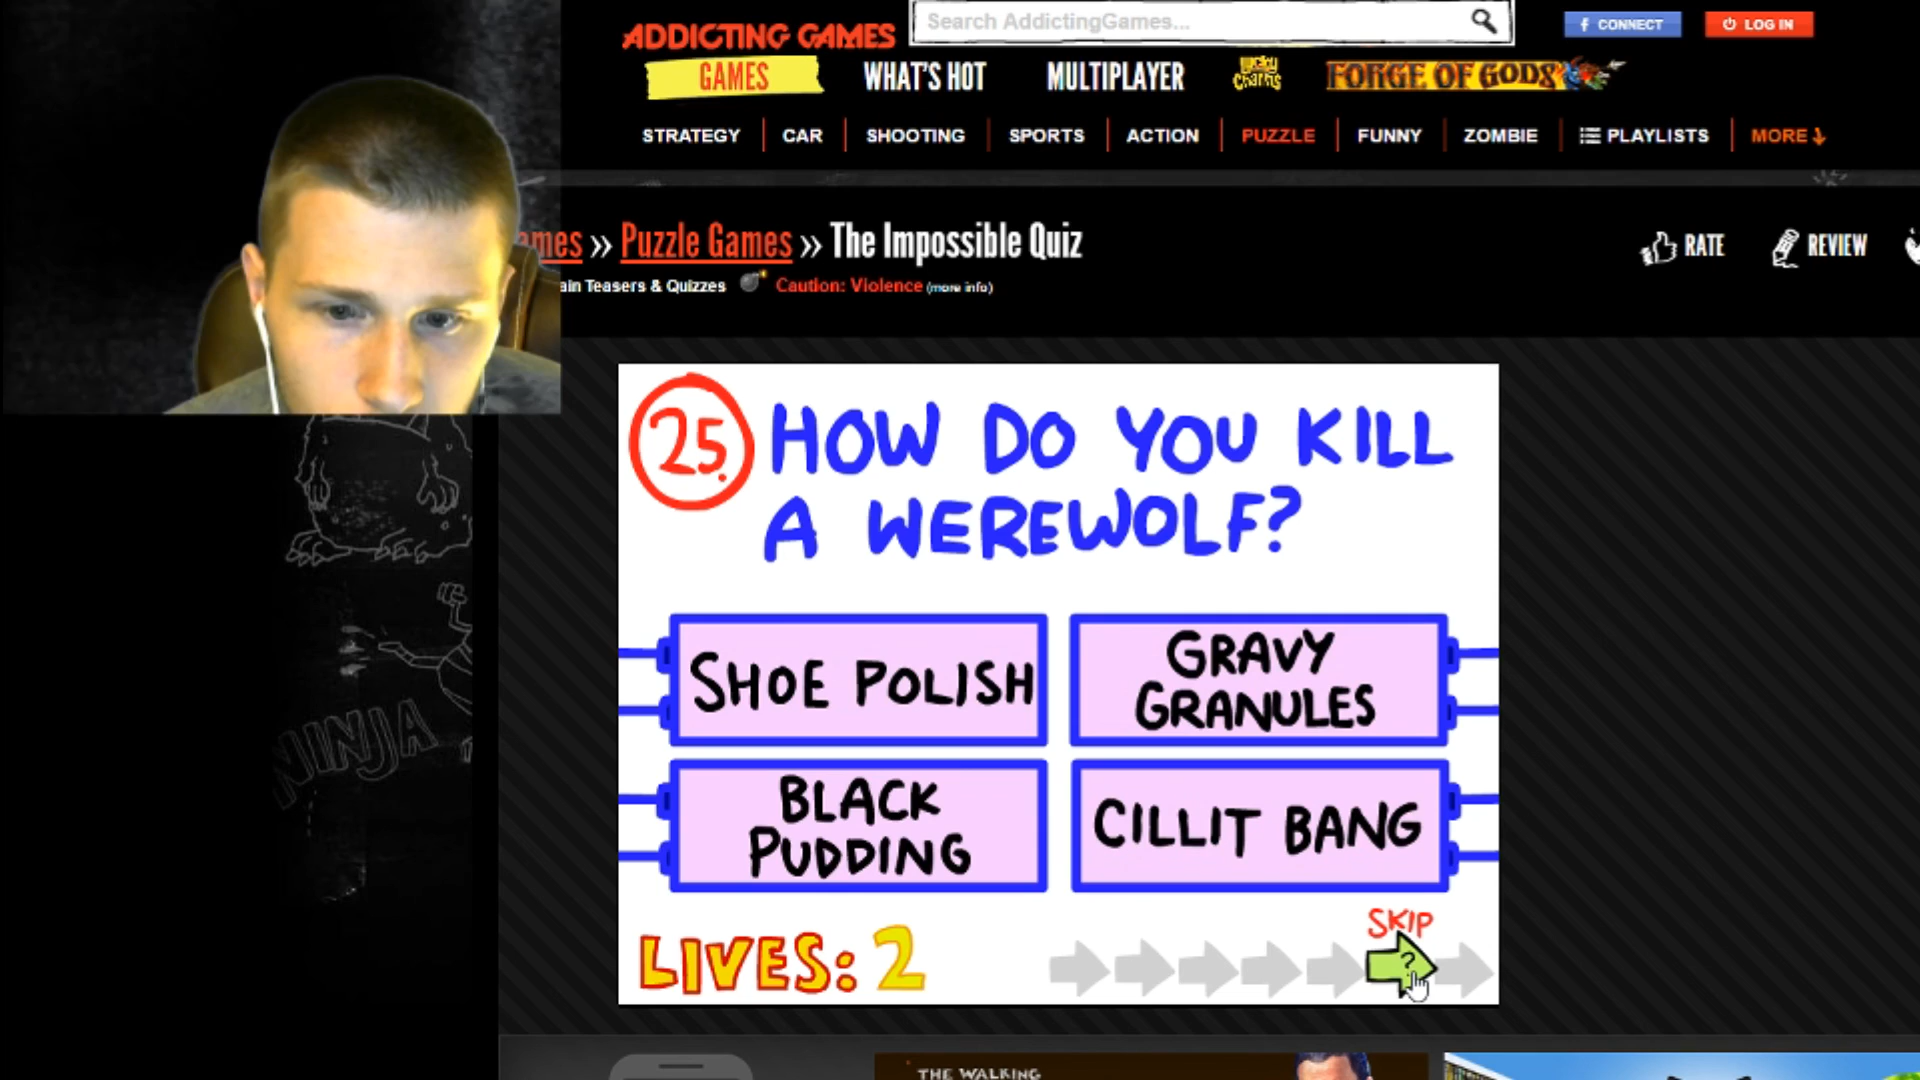 ADDICTING GAMES
Search AddictingGames...
f CONNECT
LOG IN
GAMES
WHAT'S HOT
MULTIPLAYER
Lucky Charms
FORGE OF GODS
STRATEGY
CAR
SHOOTING
SPORTS
ACTION
PUZZLE
FUNNY
ZOMBIE
PLAYLISTS
MORE
Puzzle Games » The Impossible Quiz
RATE
REVIEW
Teasers & Quizzes
Caution: Violence (more info)
25. HOW DO YOU KILL
A WEREWOLF?
SHOE POLISH
GRAVY
GRANULES
BLACK
PUDDING
CILLIT BANG
SKIP
?
LIVES: 2
NINJA
THE WALKING